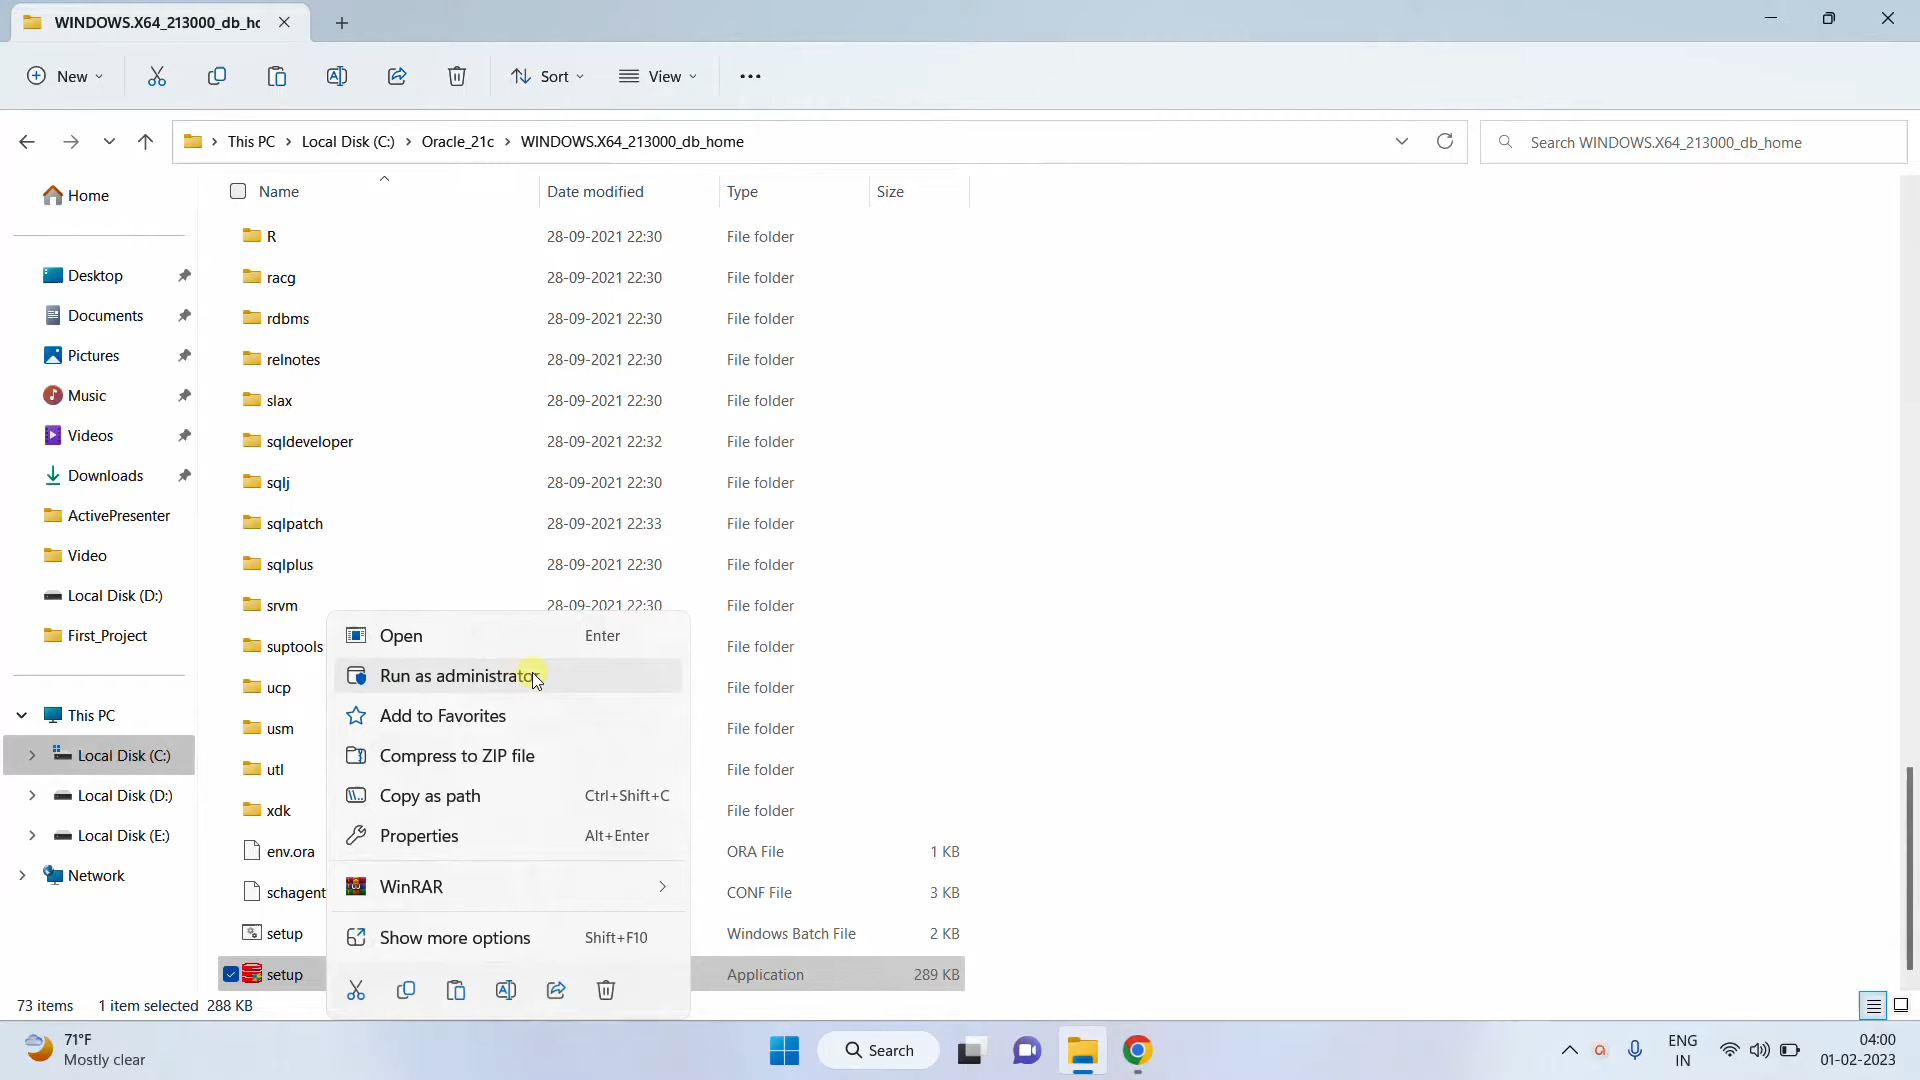 WINDOWS.X64_213000_db_hc
New
Sort
View
This PC
Local Disk (C:)
Oracle_21c
WINDOWS.X64_213000_db_home
Search WINDOWS.X64_213000_db_home
Name
Date modified
Type
Size
Home
Desktop
Documents
Pictures
Music
Videos
Downloads
ActivePresenter
Video
Local Disk (D:)
First_Project
This PC
Local Disk (C:)
Local Disk (D:)
Local Disk (E:)
Network
R 28-09-2021 22:30 File folder
racg 28-09-2021 22:30 File folder
rdbms 28-09-2021 22:30 File folder
relnotes 28-09-2021 22:30 File folder
slax 28-09-2021 22:30 File folder
sqldeveloper 28-09-2021 22:32 File folder
sqlj 28-09-2021 22:30 File folder
sqlpatch 28-09-2021 22:33 File folder
sqlplus 28-09-2021 22:30 File folder
srvm 28-09-2021 22:30 File folder
suptools File folder
ucp File folder
usm File folder
utl File folder
xdk File folder
env.ora ORA File 1 KB
schagent CONF File 3 KB
setup Windows Batch File 2 KB
setup Application 289 KB
Open Enter
Run as administrator
Add to Favorites
Compress to ZIP file
Copy as path Ctrl+Shift+C
Properties Alt+Enter
WinRAR
Show more options Shift+F10
73 items 1 item selected 288 KB
71°F
Mostly clear
Search
ENG
IN
04:00
01-02-2023